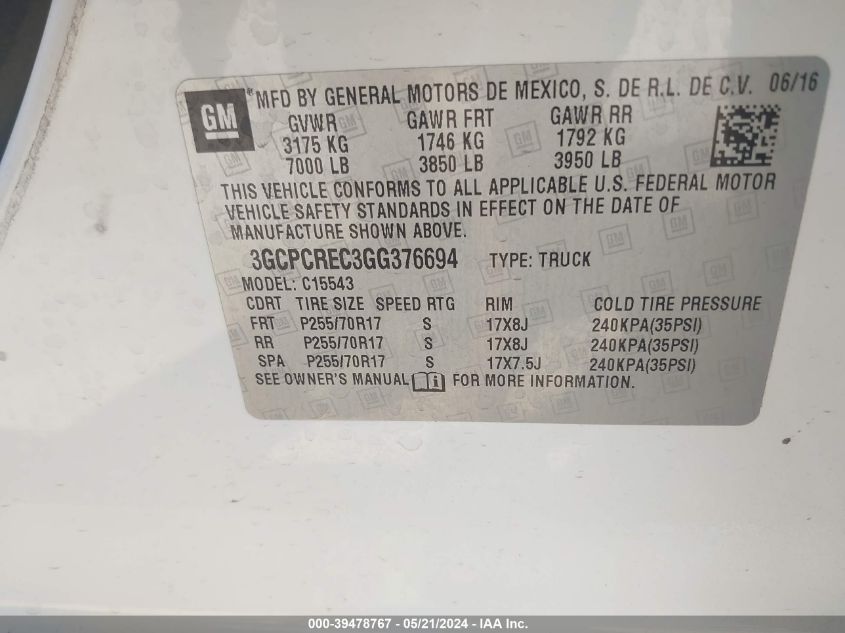 GM ® MFD BY GENERAL MOTORS DE MEXICO, S. DE R.L. DE C.V. 06/16
GVWR GAWR FRT GAWR RR
3175 KG 1746 KG 1792 KG
7000 LB 3850 LB 3950 LB
THIS VEHICLE CONFORMS TO ALL APPLICABLE U.S. FEDERAL MOTOR
VEHICLE SAFETY STANDARDS IN EFFECT ON THE DATE OF
MANUFACTURE SHOWN ABOVE.
3GCPCREC3GG376694 TYPE: TRUCK
MODEL: C15543
CDRT TIRE SIZE SPEED RTG RIM COLD TIRE PRESSURE
FRT P255/70R17 S 17X8J 240KPA(35PSI)
RR P255/70R17 S 17X8J 240KPA(35PSI)
SPA P255/70R17 S 17X7.5J 240KPA(35PSI)
SEE OWNER'S MANUAL FOR MORE INFORMATION.
000-39478767 - 05/21/2024 - IAA Inc.